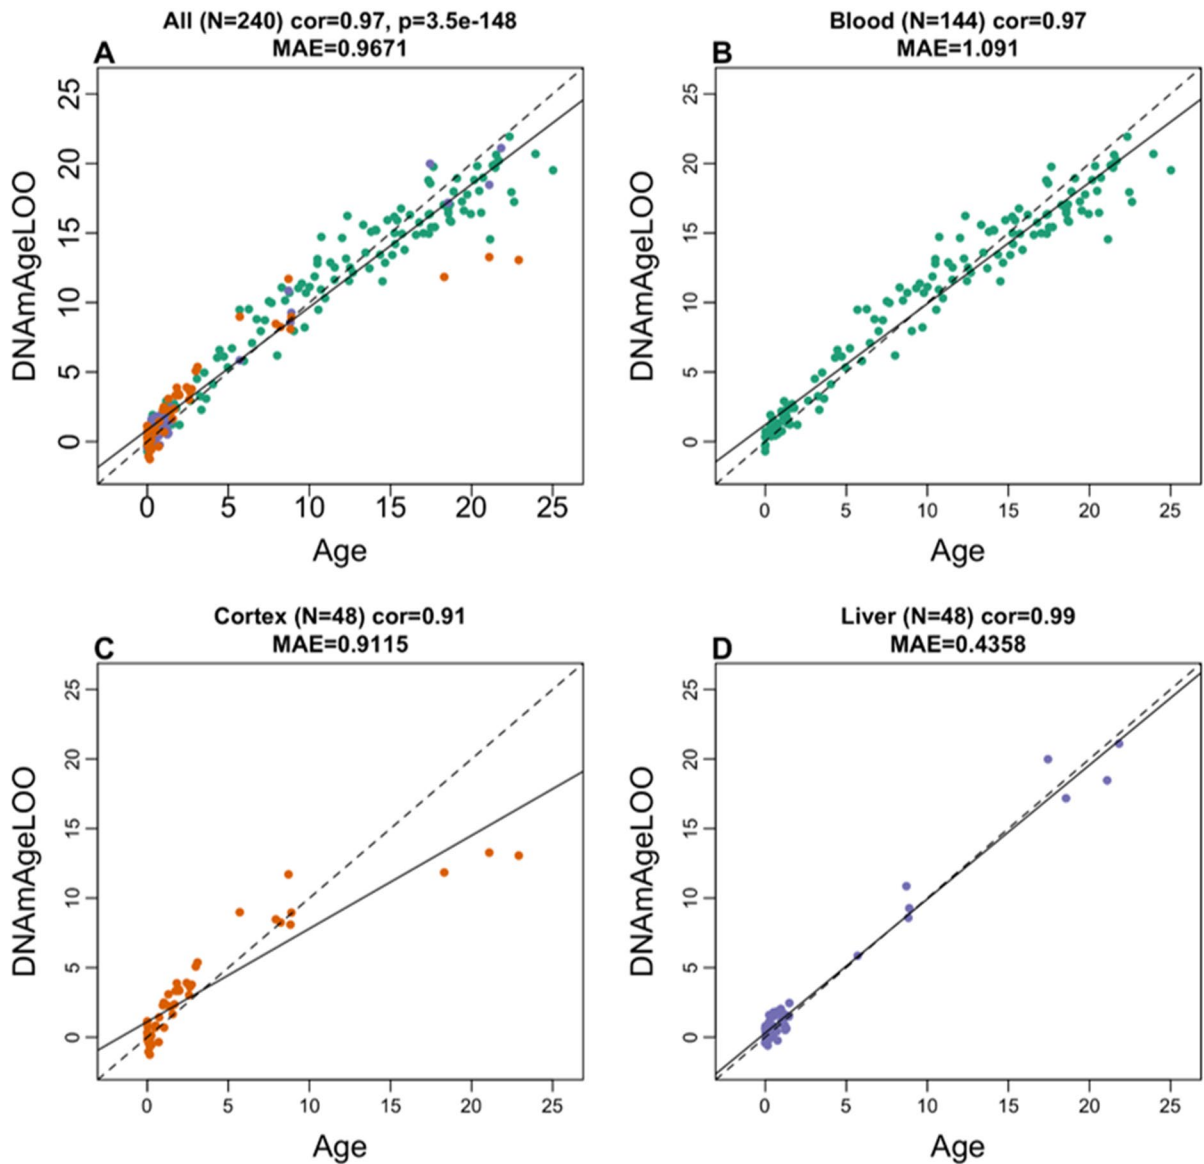 All (N=240) cor=0.97, p=3.5e-148
MAE=0.9671
A
25
20
15
10
5
0
DNAmAgeLOO
0 5 10 15 20 25
Age
Blood (N=144) cor=0.97
MAE=1.091
B
25
20
15
10
5
0
DNAmAgeLOO
0 5 10 15 20 25
Age
Cortex (N=48) cor=0.91
MAE=0.9115
C
25
20
15
10
5
0
DNAmAgeLOO
0 5 10 15 20 25
Age
Liver (N=48) cor=0.99
MAE=0.4358
D
25
20
15
10
5
0
DNAmAgeLOO
0 5 10 15 20 25
Age